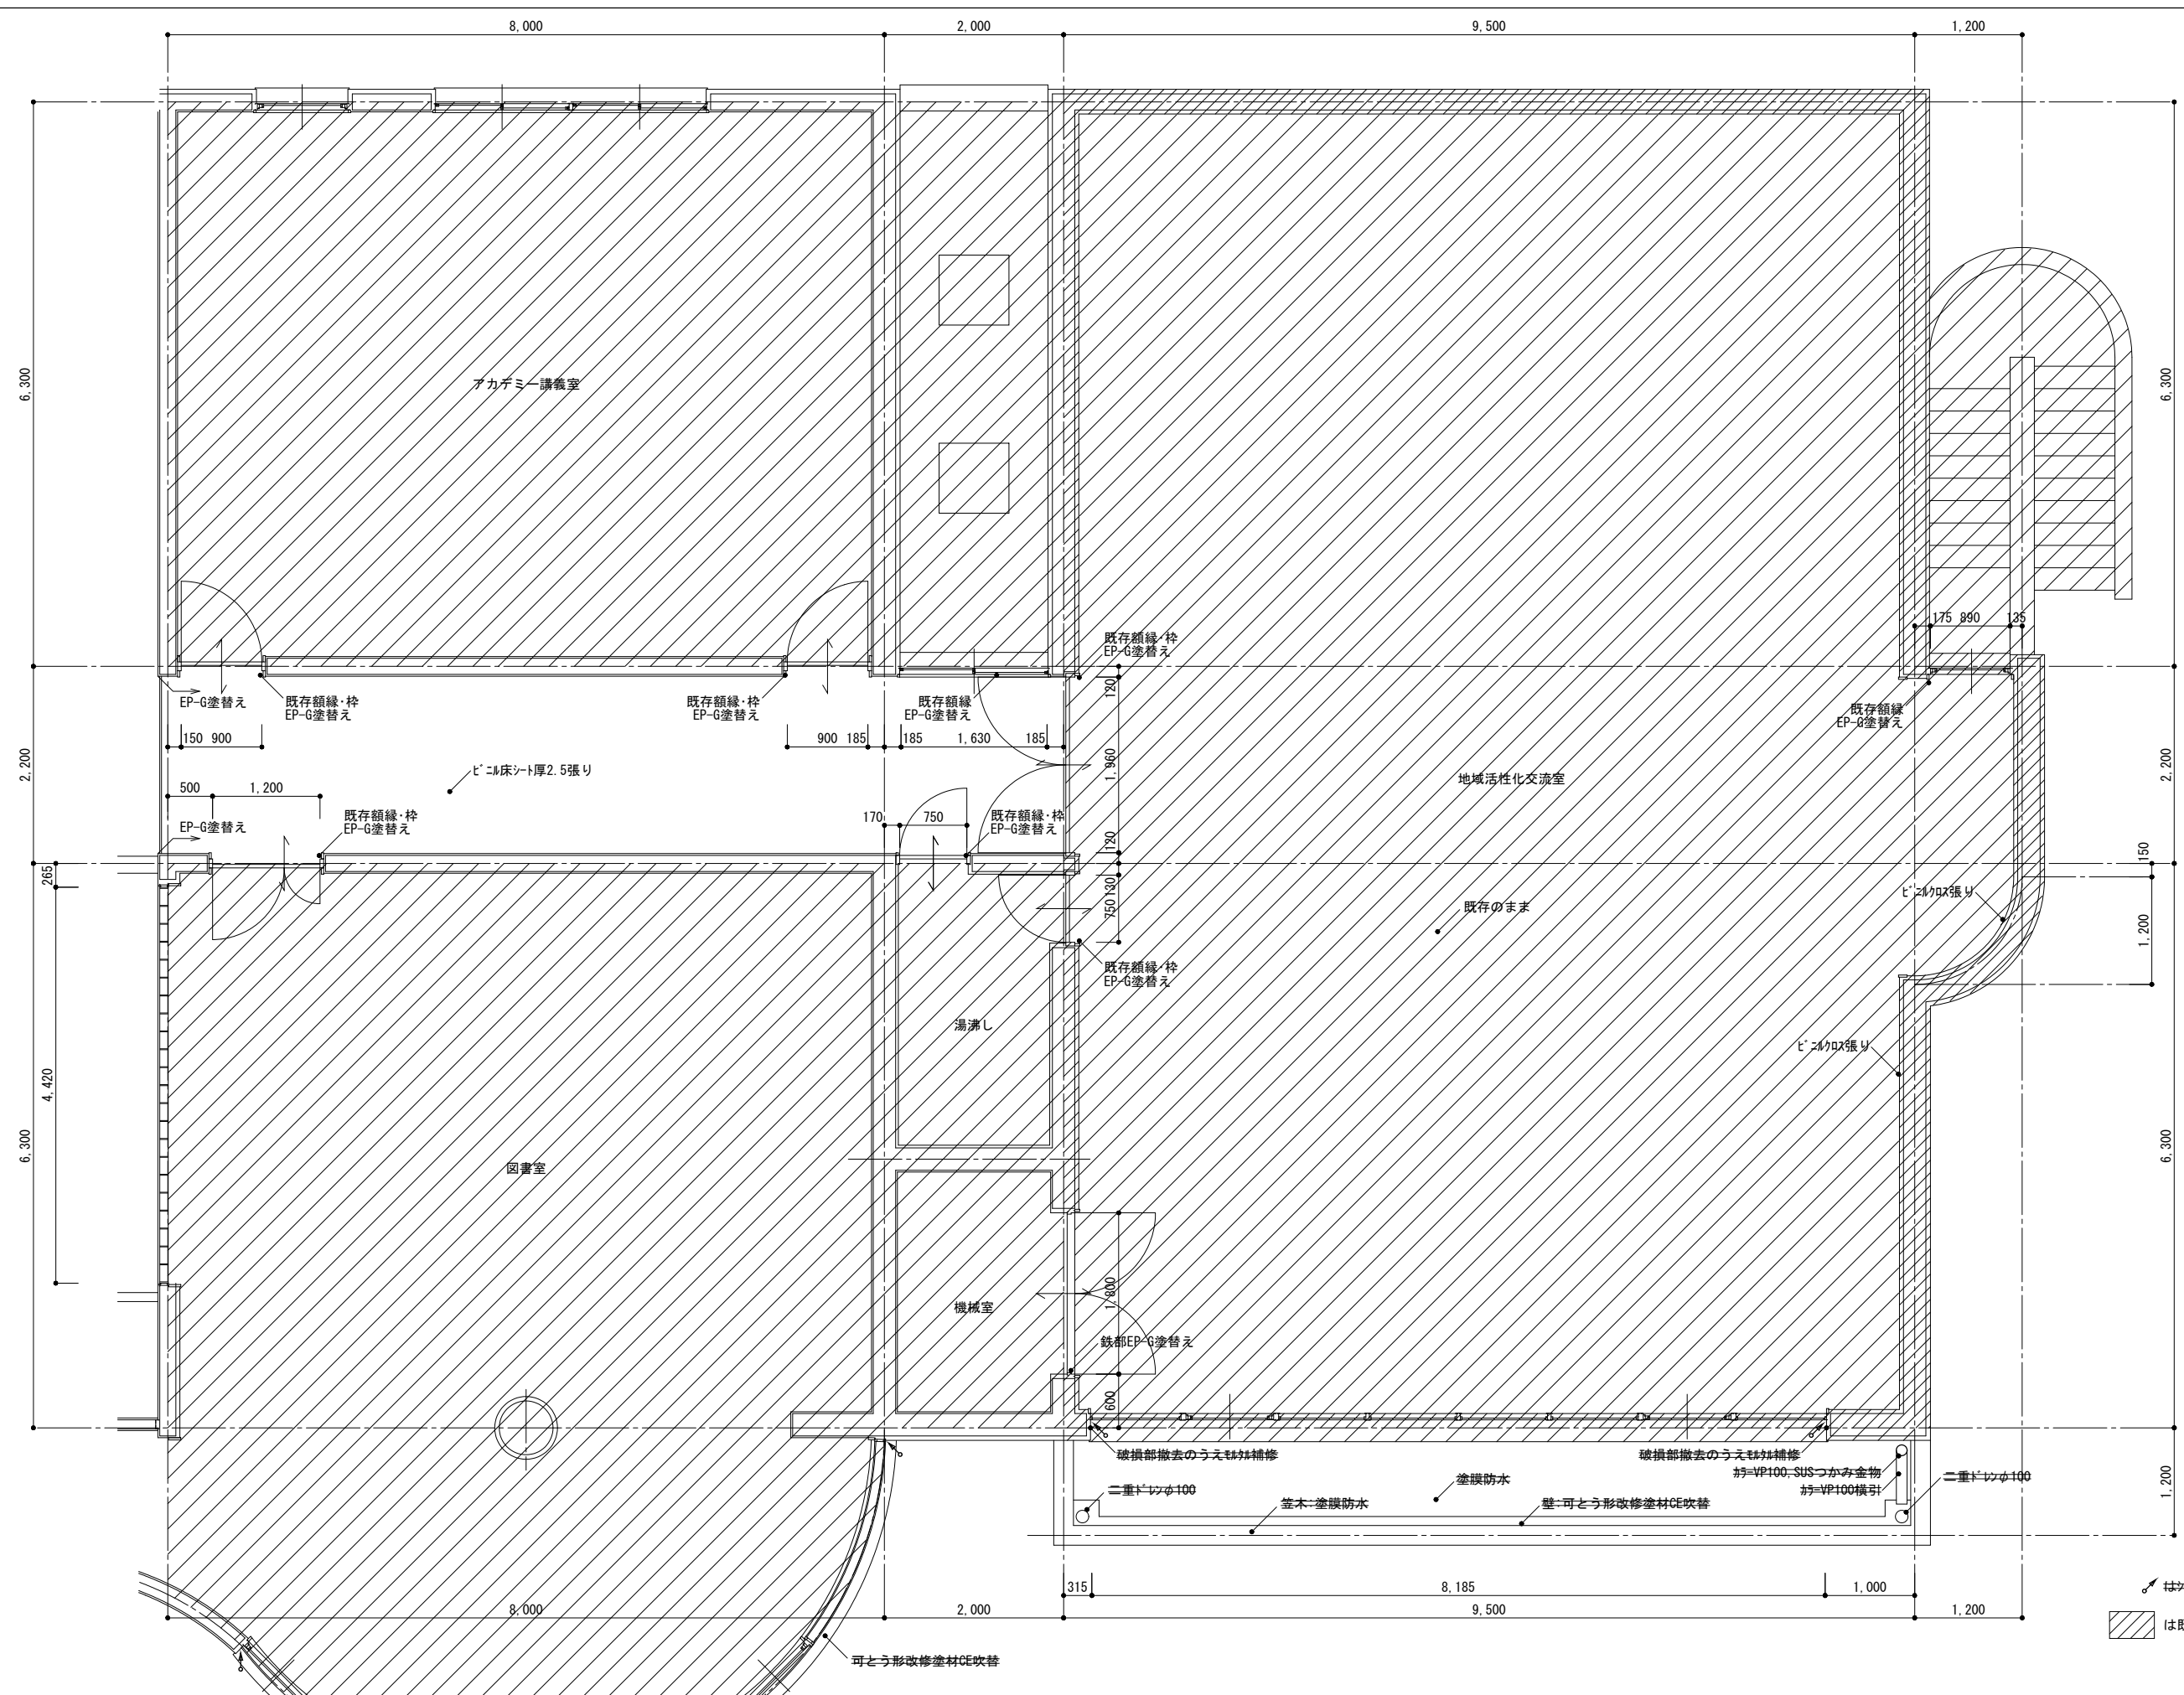 8,000
2,000
9,500
1,200
6,300
6,300
アカデミー講義室
175 890
135
既存額縁・枠
EP-G塗替え
120
EP-G塗替え
既存額縁・枠
EP-G塗替え
既存額縁・枠
EP-G塗替え
既存額縁
EP-G塗替え
既存額縁
EP-G塗替え
150 900
900 185
185
1,630
185
1,960
2,200
2,200
ビニル床シート厚2.5張り
地域活性化交流室
500
1,200
EP-G塗替え
既存額縁・枠
EP-G塗替え
170
750
既存額縁・枠
EP-G塗替え
120
150
265
130
750
ビニルクロス張り
既存のまま
1,200
既存額縁・枠
EP-G塗替え
湯沸し
ビニルクロス張り
4,420
6,300
6,300
図書室
機械室
1,800
鉄部EP-G塗替え
600
破損部撤去のうえモルタル補修
破損部撤去のうえモルタル補修
カラーVP100,SUSつかみ金物
カラーVP100横引
二重ドレンφ100
塗膜防水
二重ドレンφ100
笠木:塗膜防水
壁:可とう形改修塗材CE吹替
1,200
315
8,185
1,000
8,000
2,000
9,500
1,200
は既
可とう形改修塗材CE吹替